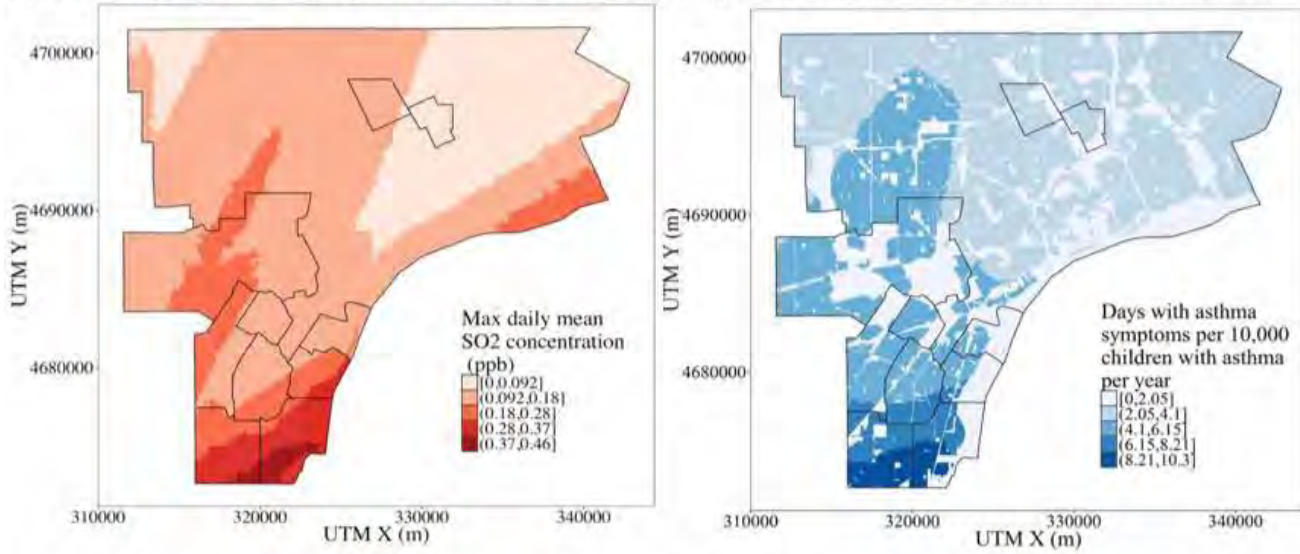 4700000
4690000
4680000
UTM Y (m)
Max daily mean
SO2 concentration
(ppb)
[0,0.092]
(0.092,0.18]
(0.18,0.28]
(0.28,0.37]
(0.37,0.46]
310000
320000
330000
340000
UTM X (m)
4700000
4690000
4680000
UTM Y (m)
Days with asthma
symptoms per 10,000
children with asthma
per year
[0,2.05]
(2.05,4.1]
(4.1,6.15]
(6.15,8.21]
(8.21,10.3]
310000
320000
330000
340000
UTM X (m)